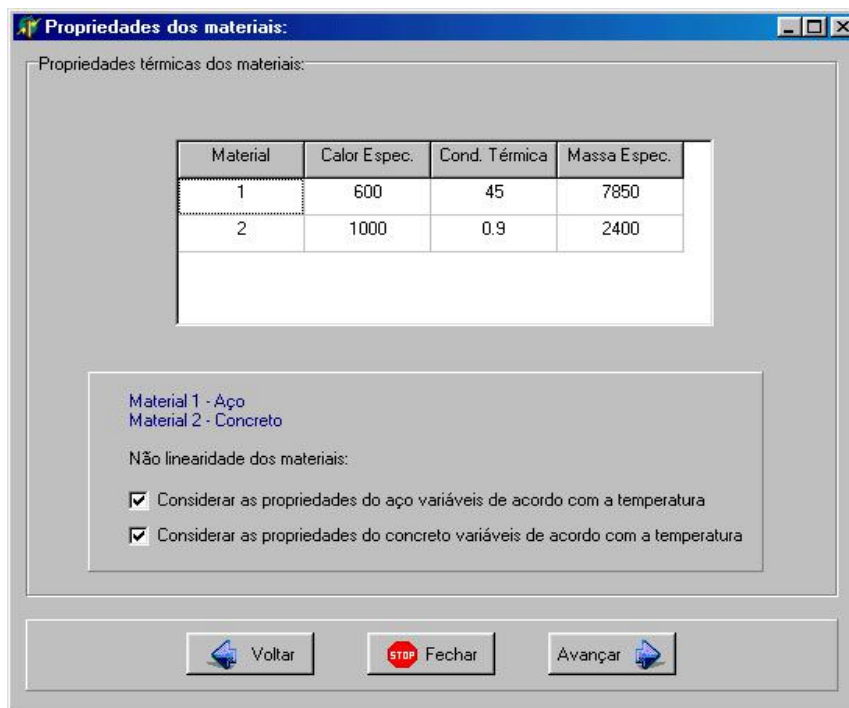 Propriedades dos materiais:
Propriedades térmicas dos materiais:
Material Calor Espec. Cond. Térmica Massa Espec.
1 600 45 7850
2 1000 0.9 2400
Material 1 - Aço
Material 2 - Concreto
Não linearidade dos materiais:
Considerar as propriedades do aço variáveis de acordo com a temperatura
Considerar as propriedades do concreto variáveis de acordo com a temperatura
Voltar STOP Fechar Avançar